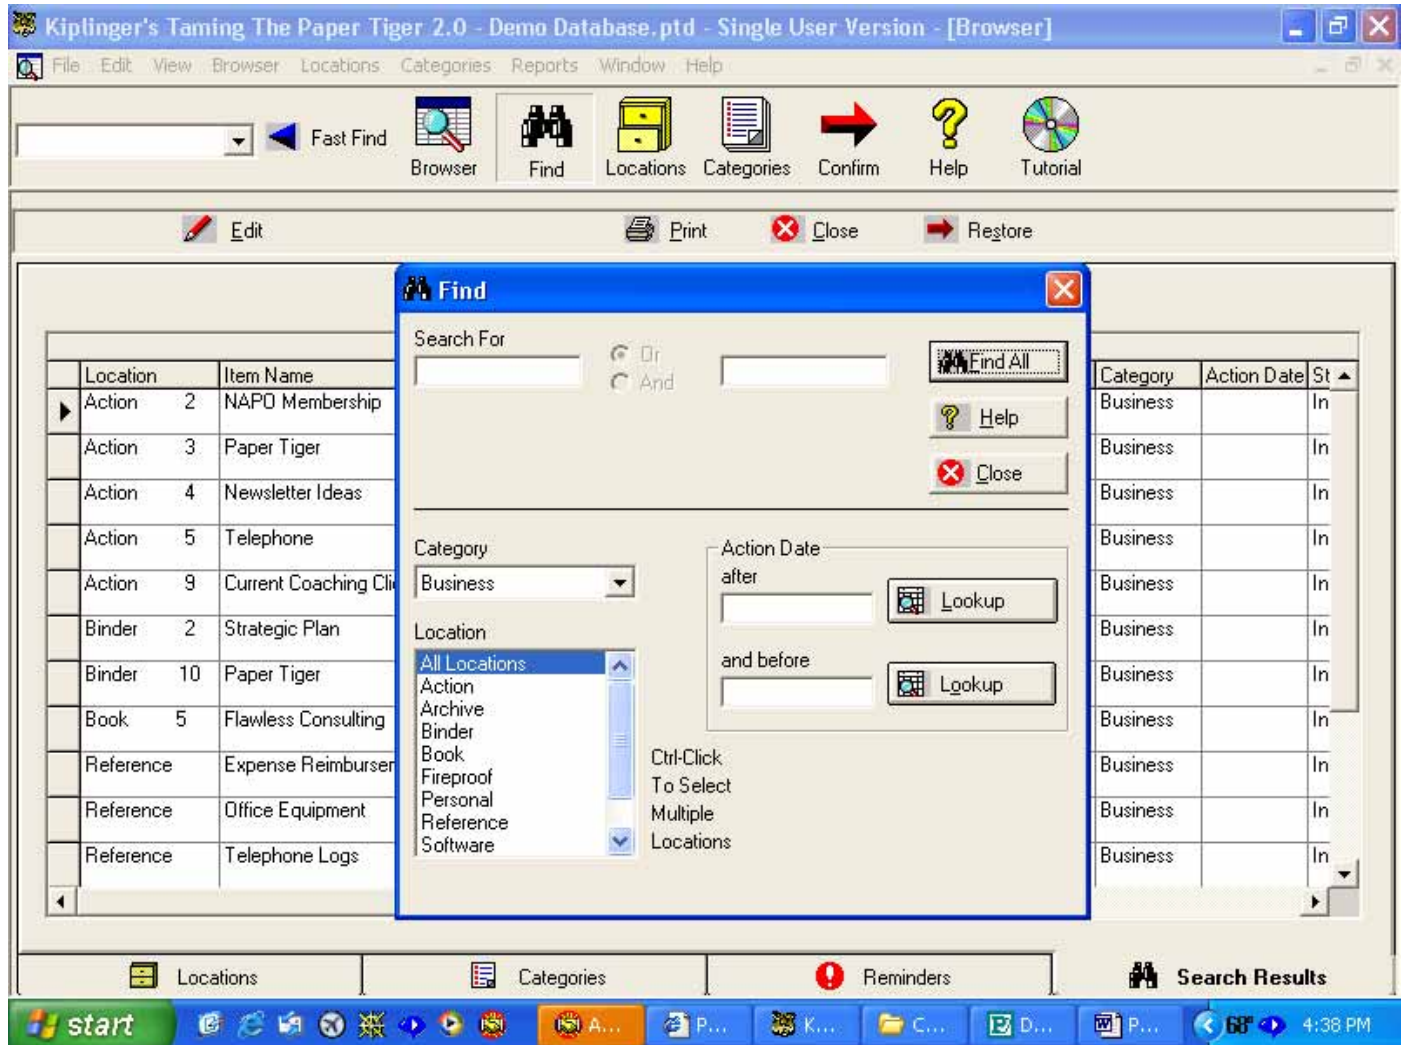 Kiplinger's Taming The Paper Tiger 2.0 - Demo Database.ptd - Single User Version - [Browser]
File Edit View Browser Locations Categories Reports Window Help
Fast Find
Browser Find Locations Categories Confirm Help Tutorial
Edit Print Close Restore
Find
Search For
Or
And
Find All
Help
Close
Category
Business
Location
All Locations
Action
Archive
Binder
Book
Fireproof
Personal
Reference
Software
Ctrl-Click
To Select
Multiple
Locations
Action Date
after
Lookup
and before
Lookup
Location Item Name Category Action Date St
Action 2 NAPO Membership Business In
Action 3 Paper Tiger Business In
Action 4 Newsletter Ideas Business In
Action 5 Telephone Business In
Action 9 Current Coaching Cli Business In
Binder 2 Strategic Plan Business In
Binder 10 Paper Tiger Business In
Book 5 Flawless Consulting Business In
Reference Expense Reimburser Business In
Reference Office Equipment Business In
Reference Telephone Logs Business In
Locations Categories Reminders Search Results
start A... P... K... C... D... P... 68° 4:38 PM